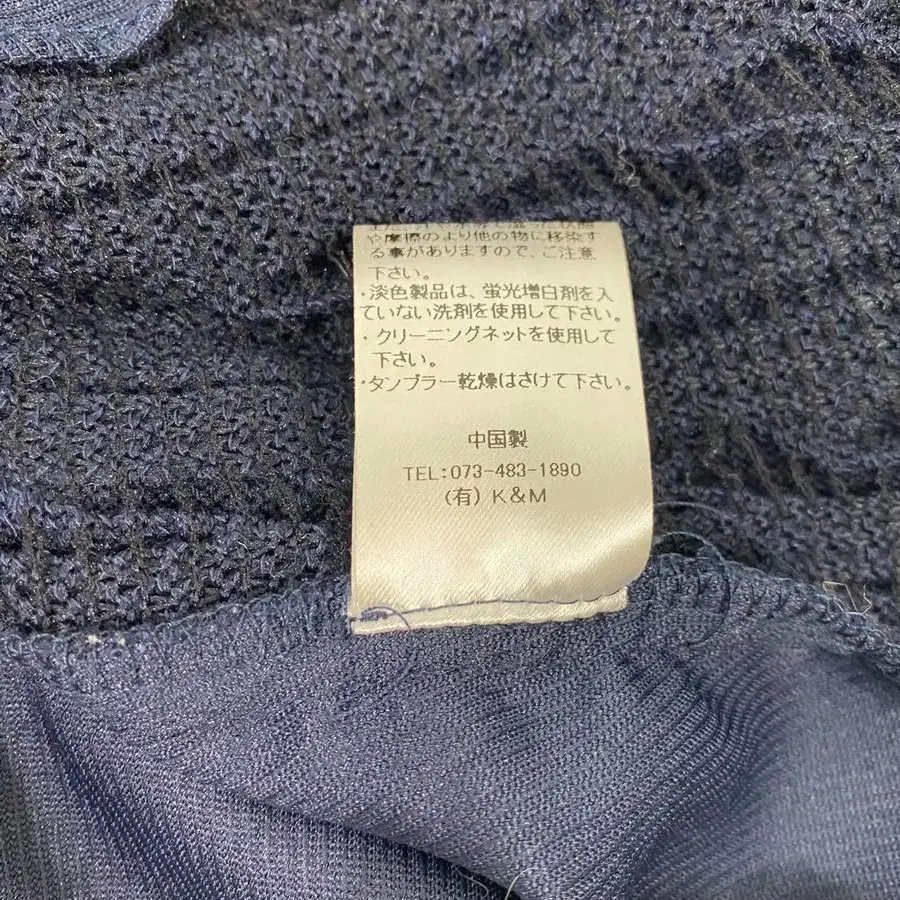 や摩擦のより他の物に移染す
る事がありますので、ご注意
下さい。
・淡色製品は、蛍光増白剤を入
ていない洗剤を使用して下さい。
・クリーニングネットを使用して
下さい。
・タンブラー乾燥はさけて下さい。
中国製
TEL:073-483-1890
(有) K&M